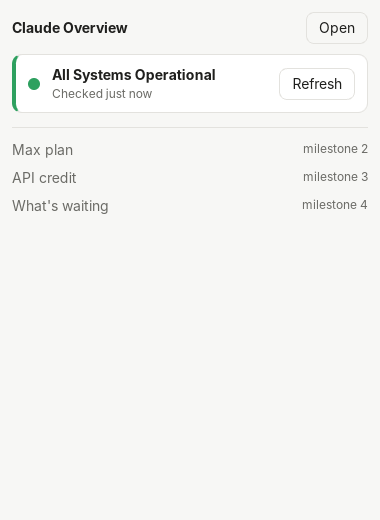 Claude Overview
Open
All Systems Operational
Checked just now
Refresh
Max plan
milestone 2
API credit
milestone 3
What's waiting
milestone 4